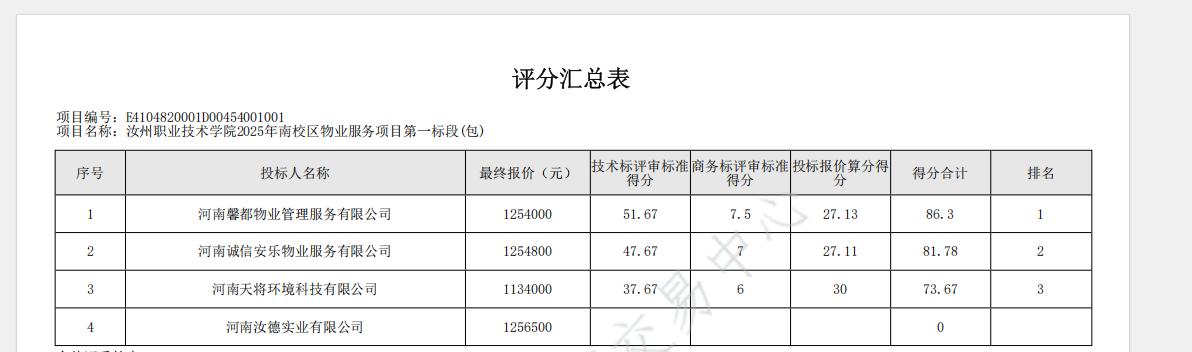 评分汇总表
项目编号：E4104820001D00454001001
项目名称：汝州职业技术学院2025年南校区物业服务项目第一标段(包)
序号 投标人名称 最终报价（元） 技术标评审标准得分 商务标评审标准得分 投标报价算分得分 得分合计 排名
1 河南馨都物业管理服务有限公司 1254000 51.67 7.5 27.13 86.3 1
2 河南诚信安乐物业服务有限公司 1254800 47.67 7 27.11 81.78 2
3 河南天将环境科技有限公司 1134000 37.67 6 30 73.67 3
4 河南汝德实业有限公司 1256500 0
交易中心